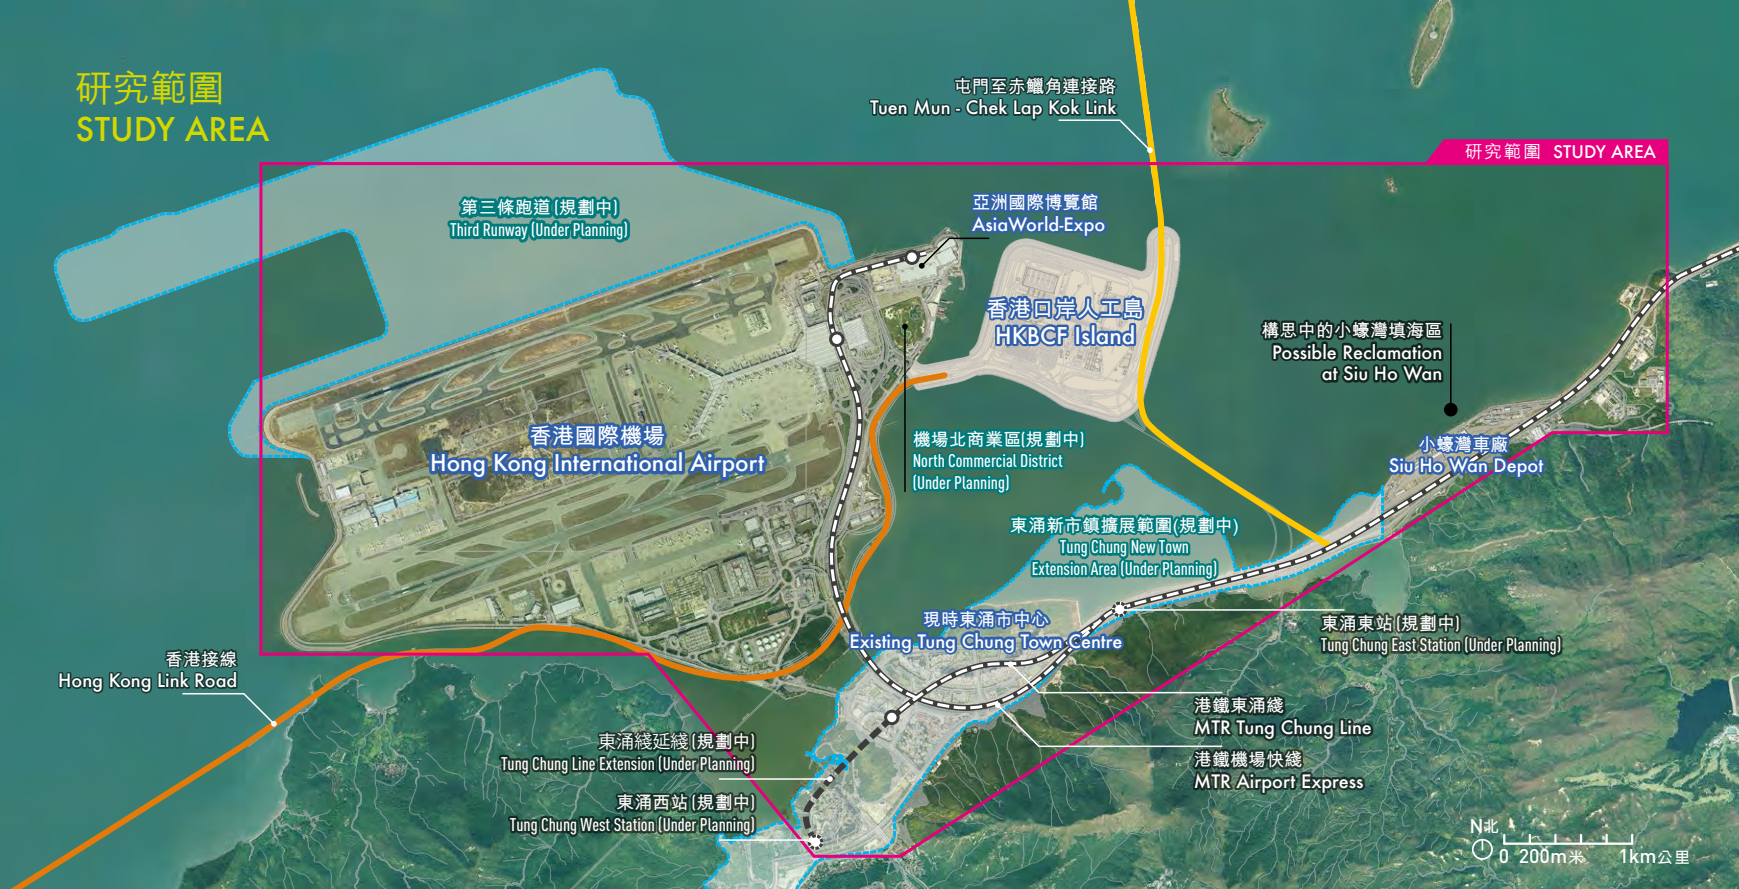 研究範圍
STUDY AREA
屯門至赤鱲角連接路
Tuen Mun - Chek Lap Kok Link
研究範圍 STUDY AREA
第三條跑道(規劃中)
Third Runway (Under Planning)
亞洲國際博覽館
AsiaWorld-Expo
香港口岸人工島
HKBCF Island
構思中的小蠔灣填海區
Possible Reclamation
at Siu Ho Wan
香港國際機場
Hong Kong International Airport
機場北商業區(規劃中)
North Commercial District
(Under Planning)
小蠔灣車廠
Siu Ho Wan Depot
東涌新市鎮擴展範圍(規劃中)
Tung Chung New Town
Extension Area (Under Planning)
現時東涌市中心
Existing Tung Chung Town Centre
東涌東站(規劃中)
Tung Chung East Station (Under Planning)
香港接線
Hong Kong Link Road
港鐵東涌綫
MTR Tung Chung Line
東涌綫延綫(規劃中)
Tung Chung Line Extension (Under Planning)
港鐵機場快綫
MTR Airport Express
東涌西站(規劃中)
Tung Chung West Station (Under Planning)
N北
0 200m米 1km公里